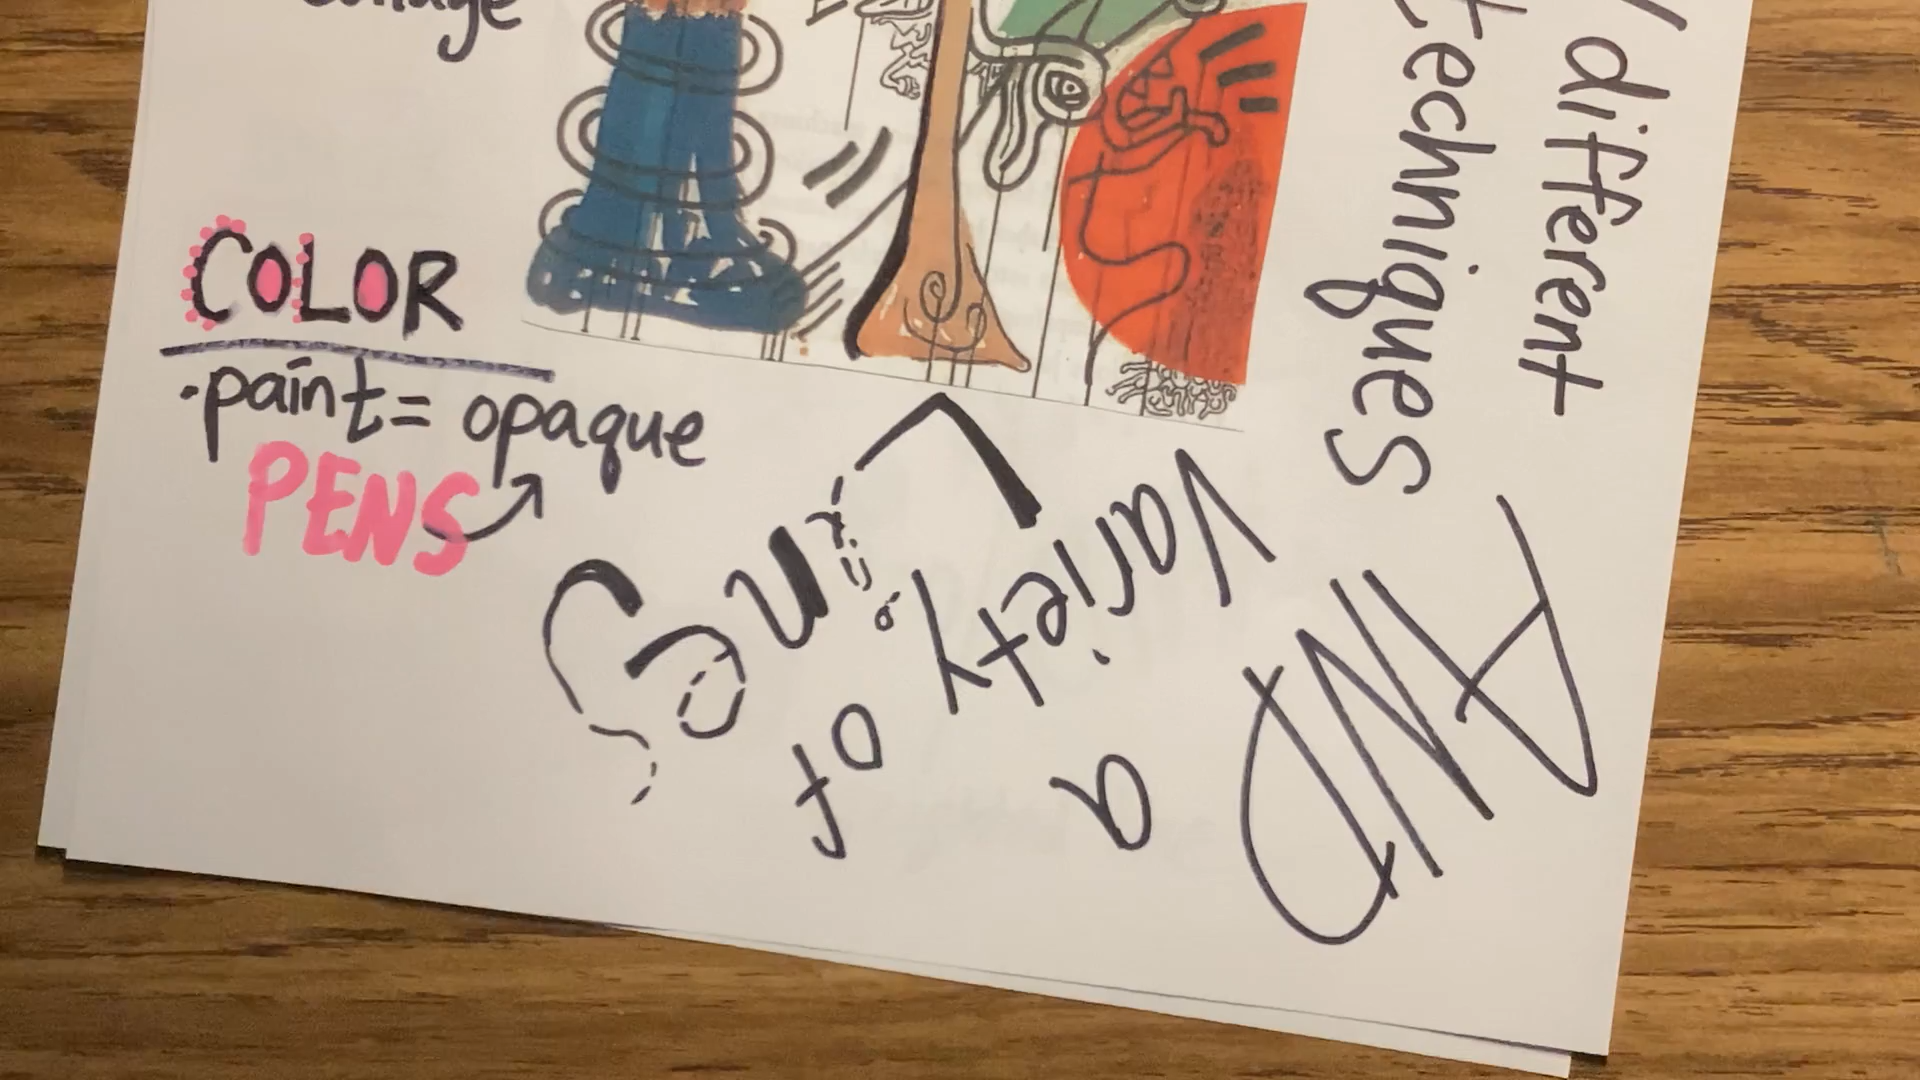 COLOR
·paint= opaque
PENS
/ different
techniques
AND
a
variety
of
Lines